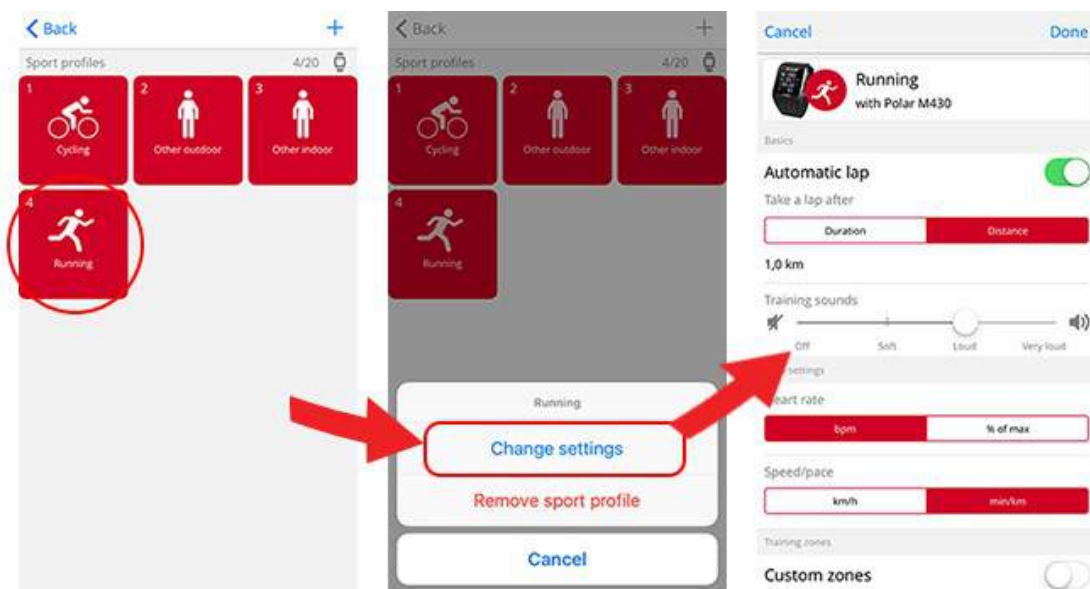 Back
+
Sport profiles 4/20
1
Cycling
2
Other outdoor
3
Other indoor
4
Running
Back
+
Sport profiles 4/20
1
Cycling
2
Other outdoor
3
Other indoor
4
Running
Running
Change settings
Remove sport profile
Cancel
Cancel Done
Running
with Polar M430
Basics
Automatic lap
Take a lap after
Duration Distance
1,0 km
Training sounds
Off Soft Loud Very loud
settings
eart rate
bpm % of max
Speed/pace
km/h min/km
Training zones
Custom zones